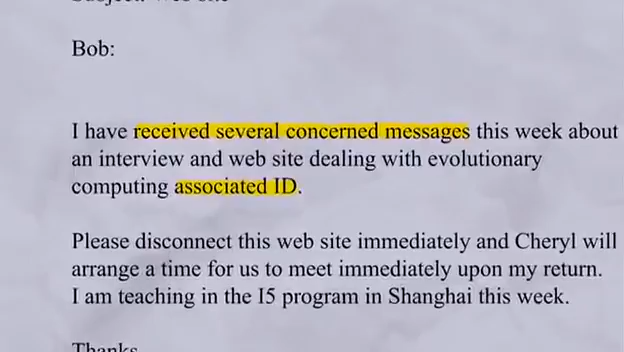 Bob:
I have received several concerned messages this week about
an interview and web site dealing with evolutionary
computing associated ID.
Please disconnect this web site immediately and Cheryl will
arrange a time for us to meet immediately upon my return.
I am teaching in the I5 program in Shanghai this week.
Thanks